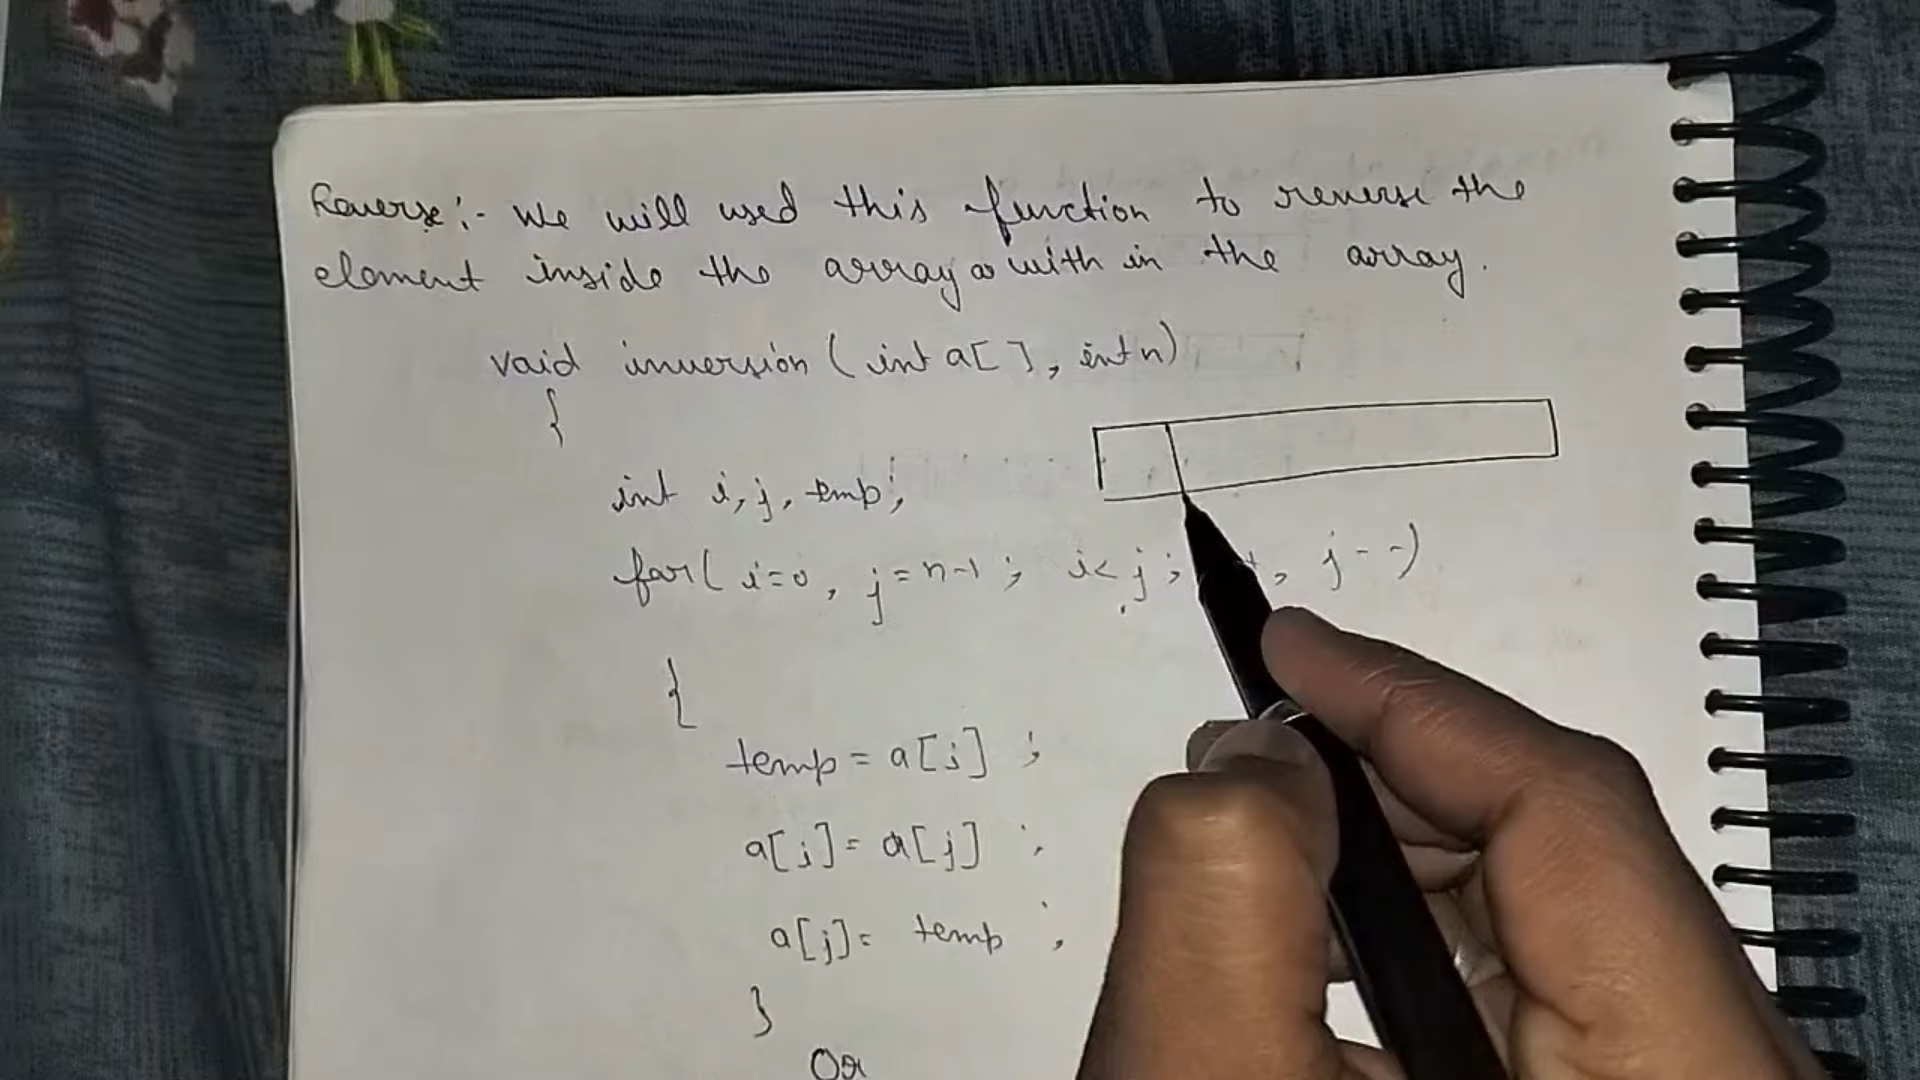 Reverse:- We will used this function to reverse the
element inside the array or with in the array.
void inversion (int a[ ], int n)
{
int i, j, temp;
for( i=0, j=n-1; i<j; , j--)
{
temp = a[i] ;
a[i]= a[j] ;
a[j]= temp ;
}
Or